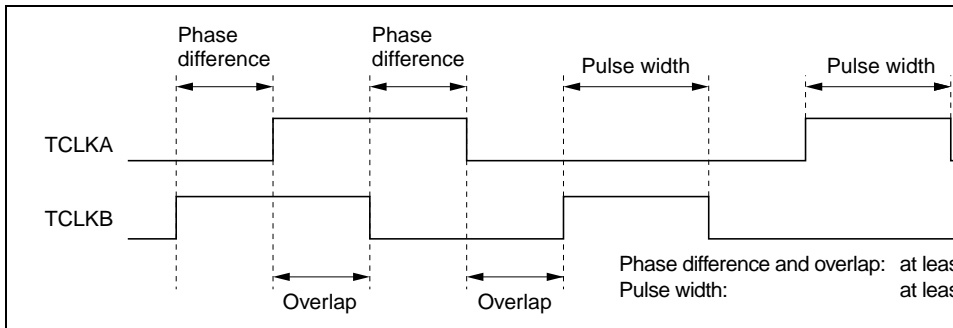 Phase
difference
Phase
difference
Pulse width
Pulse width
TCLKA
TCLKB
Overlap
Overlap
Phase difference and overlap: at leas
Pulse width: at leas